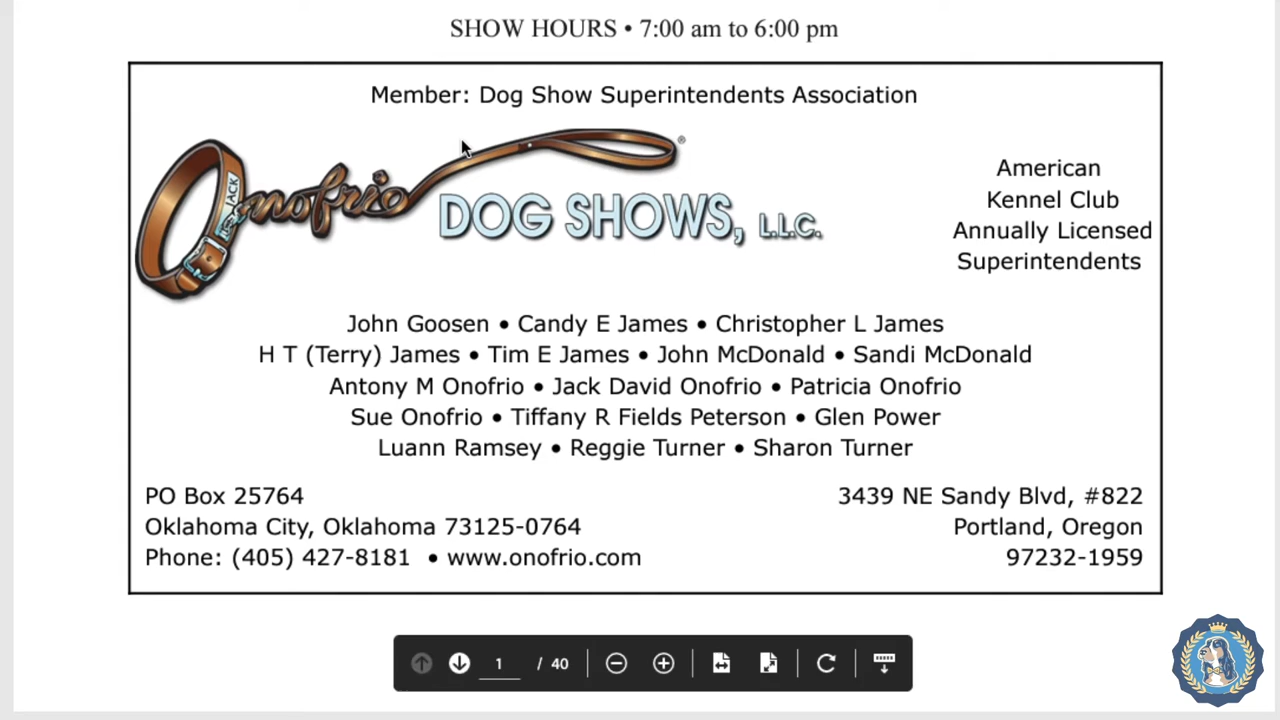 SHOW HOURS • 7:00 am to 6:00 pm
Member: Dog Show Superintendents Association
Onofrio ®
DOG SHOWS, L.L.C.
JACK
American
Kennel Club
Annually Licensed
Superintendents
John Goosen • Candy E James • Christopher L James
H T (Terry) James • Tim E James • John McDonald • Sandi McDonald
Antony M Onofrio • Jack David Onofrio • Patricia Onofrio
Sue Onofrio • Tiffany R Fields Peterson • Glen Power
Luann Ramsey • Reggie Turner • Sharon Turner
PO Box 25764
Oklahoma City, Oklahoma 73125-0764
Phone: (405) 427-8181 • www.onofrio.com
3439 NE Sandy Blvd, #822
Portland, Oregon
97232-1959
1 / 40